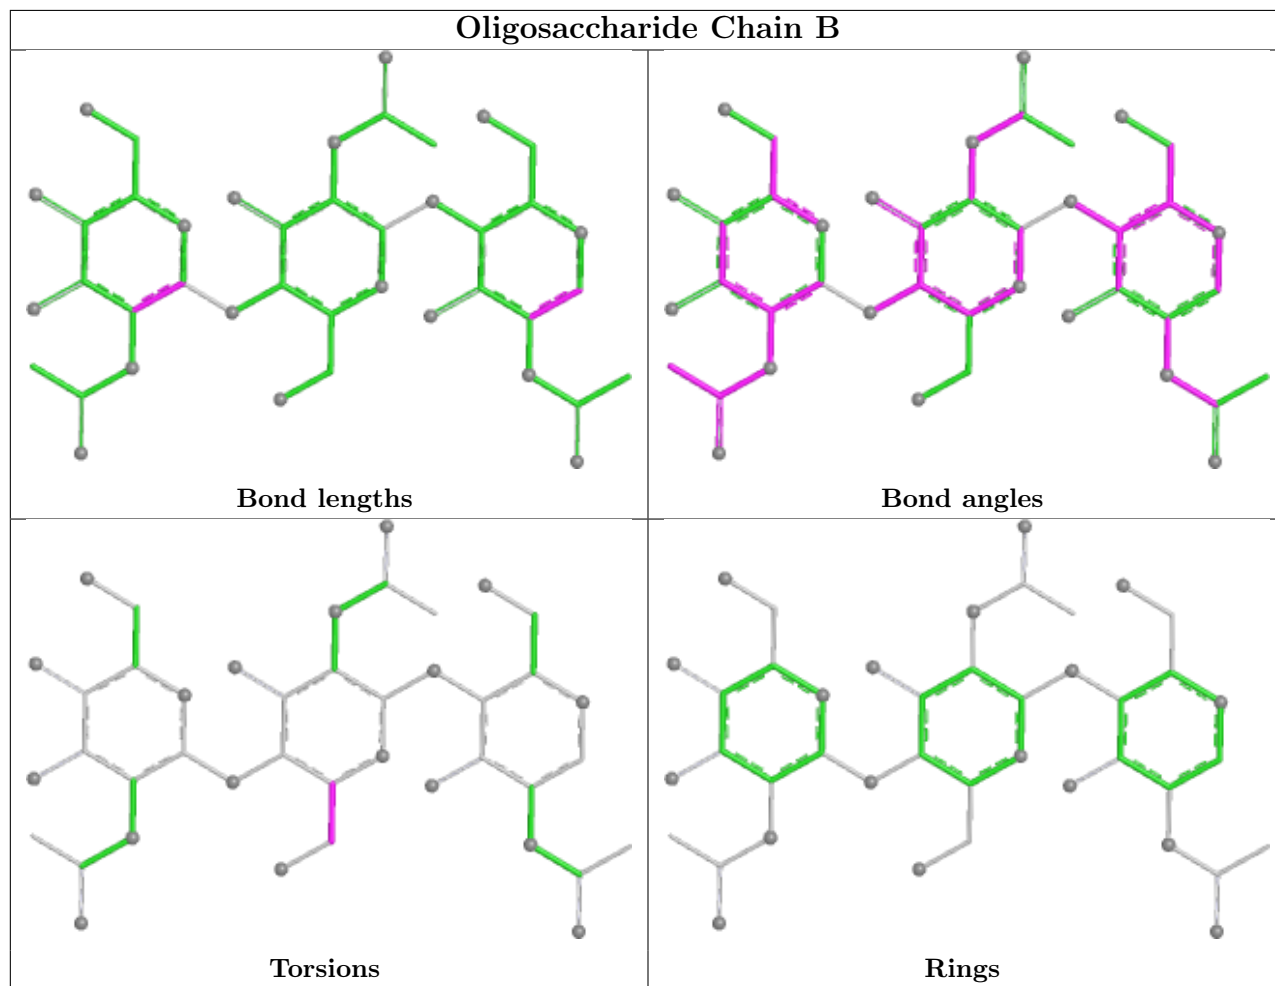 Oligosaccharide Chain B
Bond lengths
Bond angles
Torsions
Rings